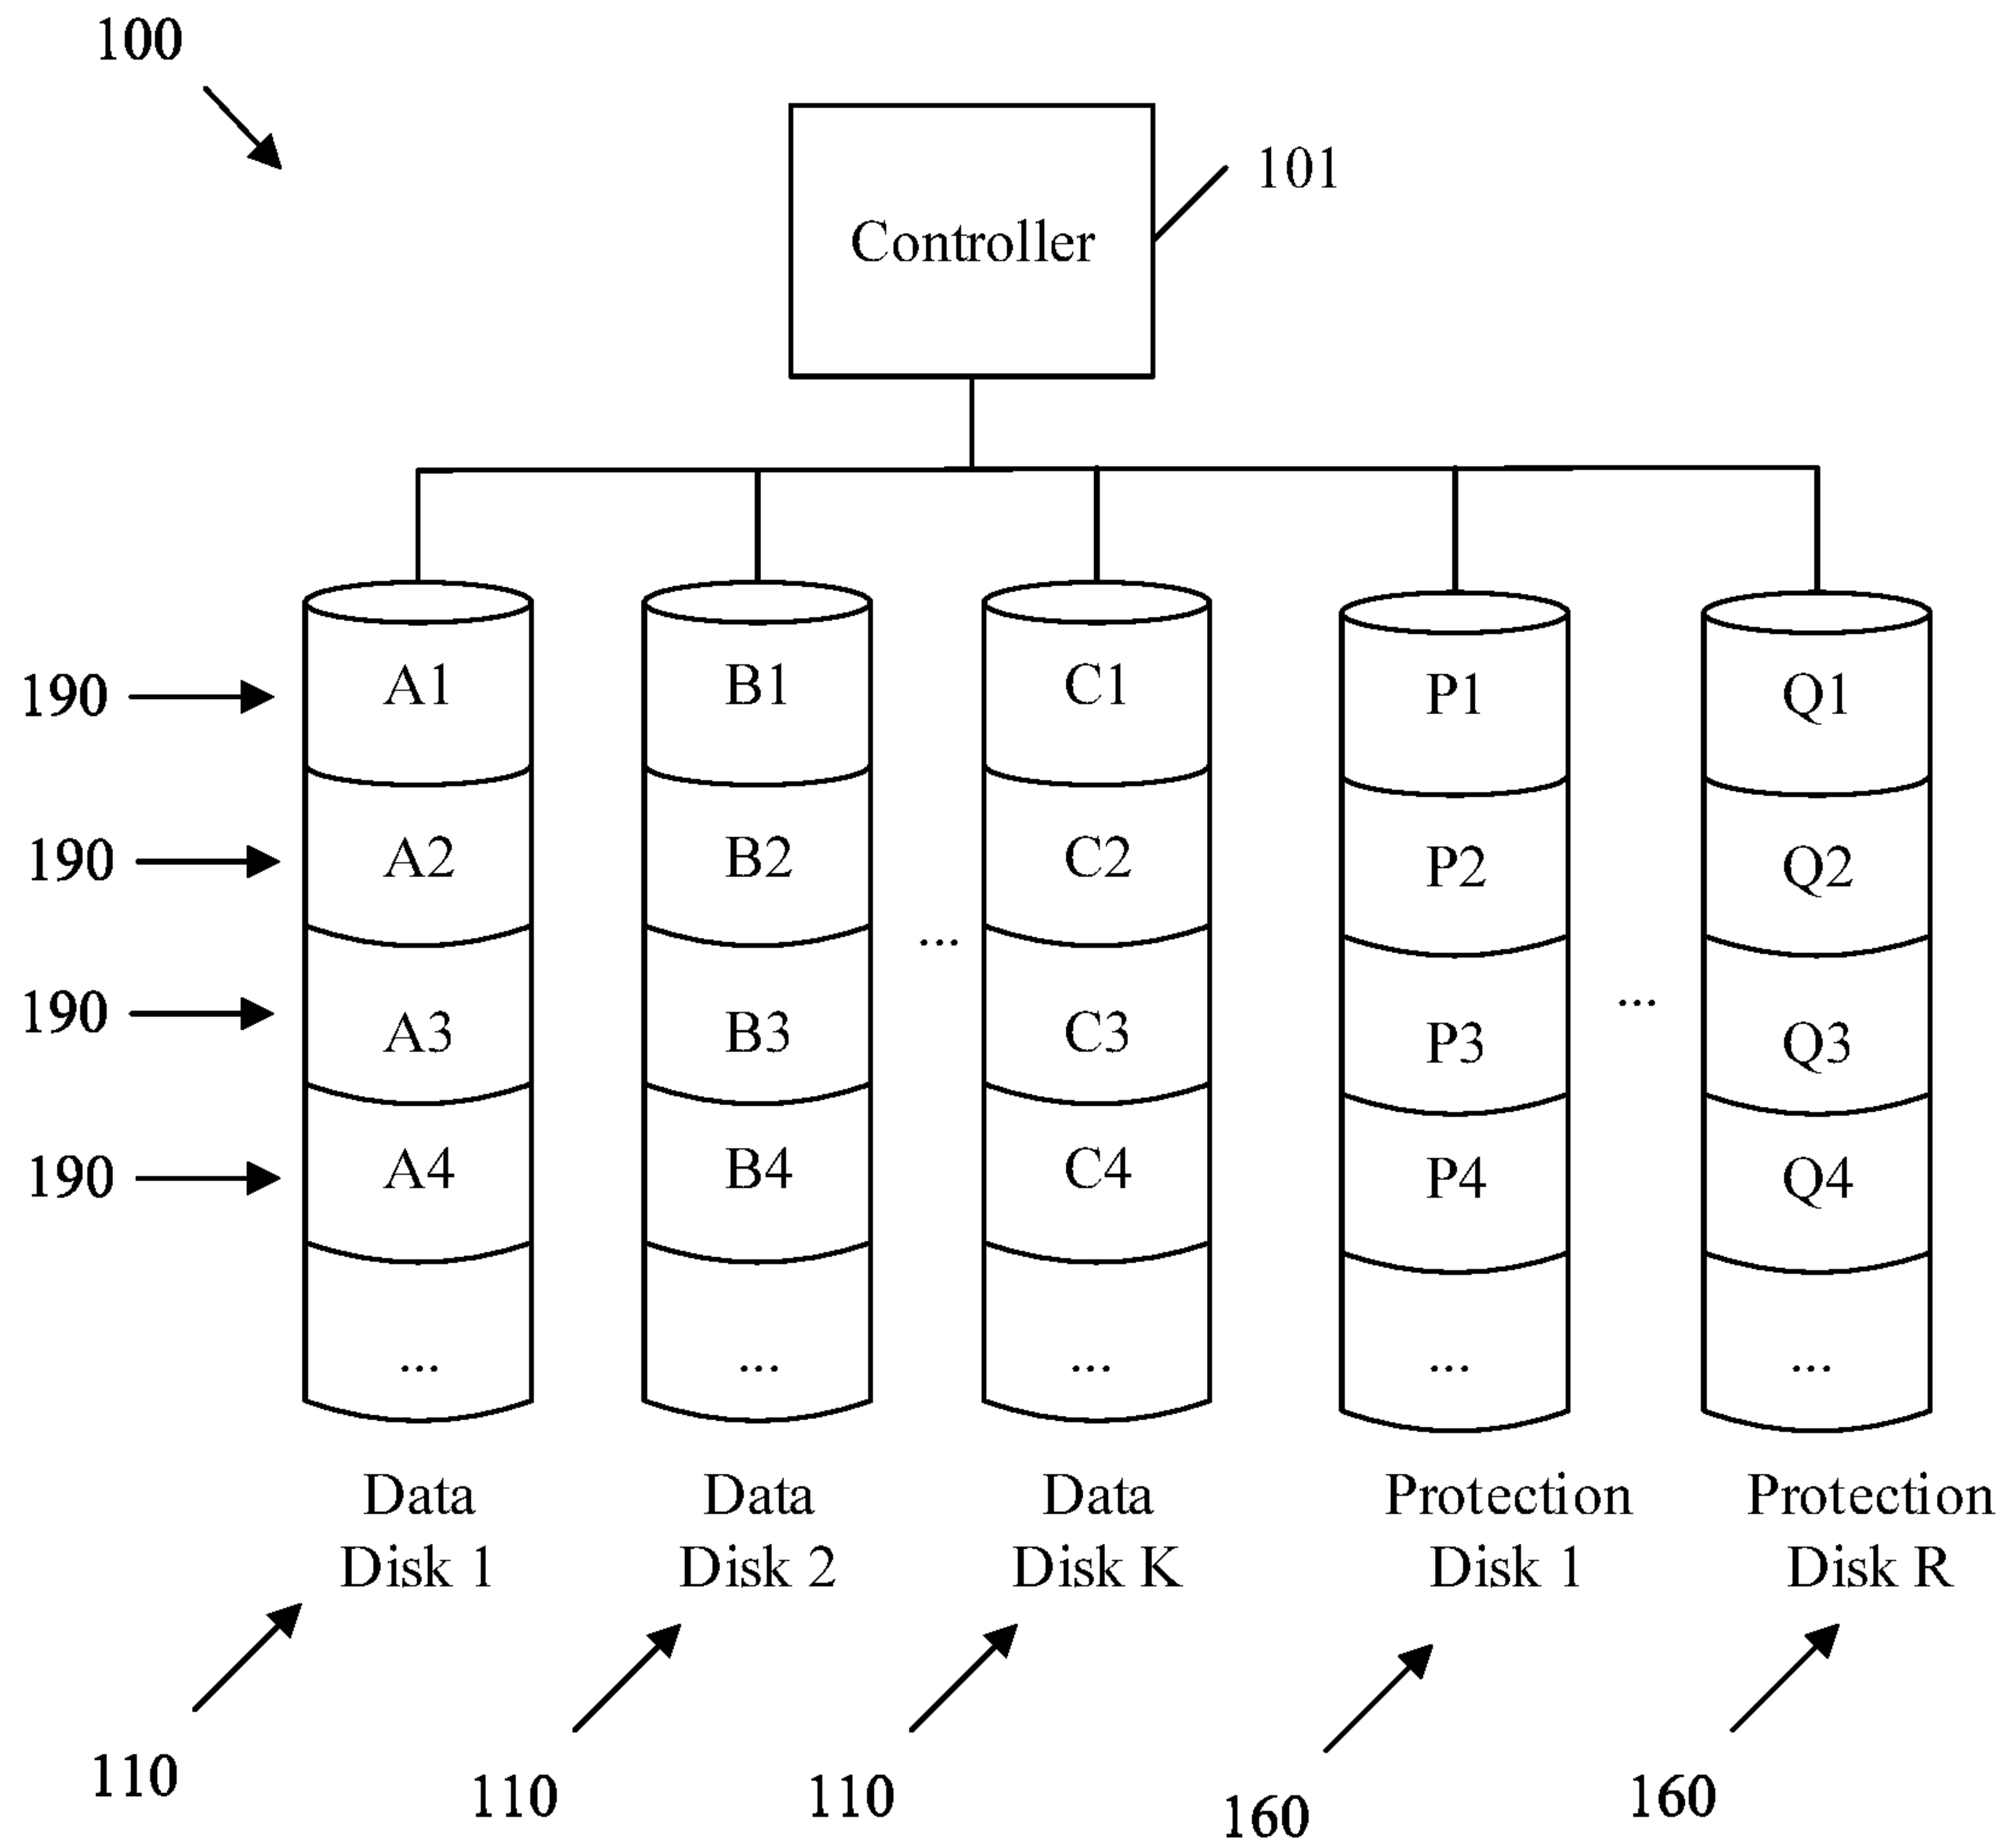 100
101
Controller
190 A1 B1 C1 P1 Q1
190 A2 B2 C2 P2 Q2
...
190 A3 B3 C3 P3 Q3
...
190 A4 B4 C4 P4 Q4
... ... ... ... ...
Data Data Data Protection Protection
Disk 1 Disk 2 Disk K Disk 1 Disk R
110 110 110 160 160